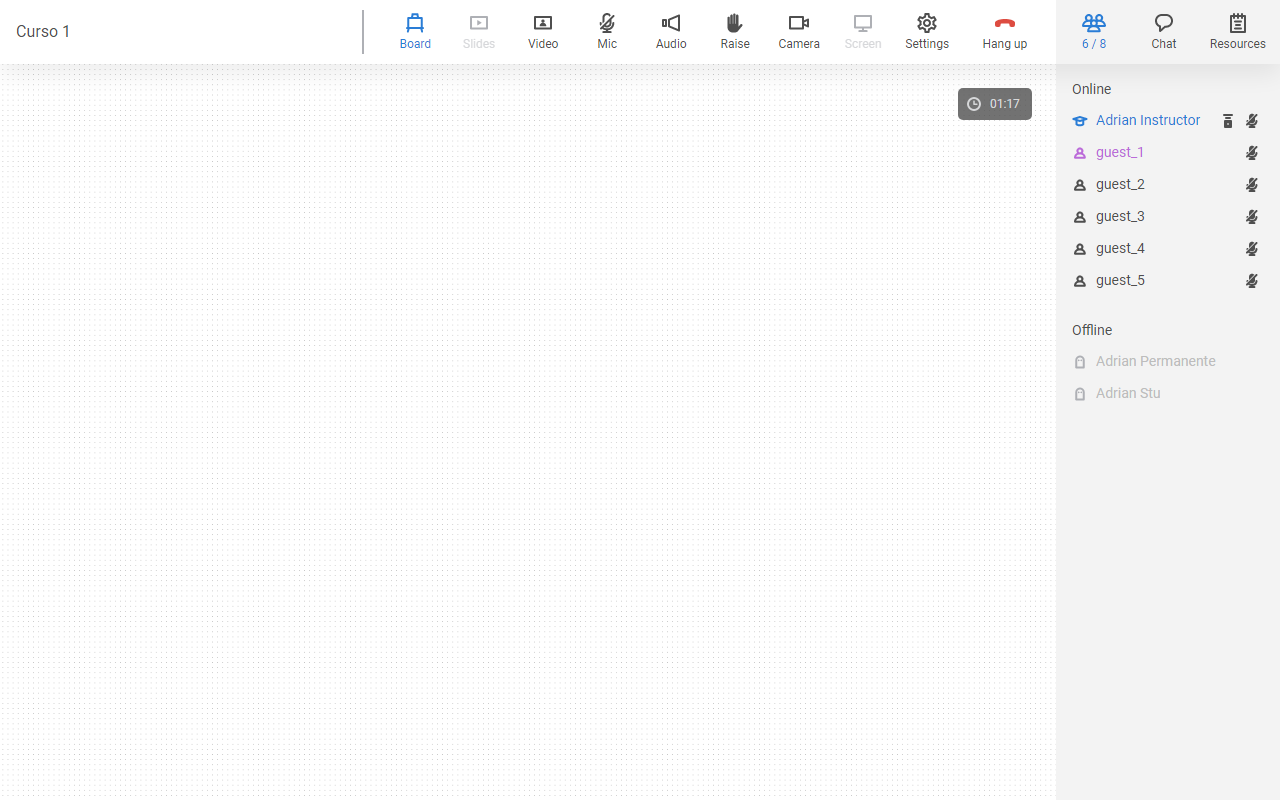 Curso 1
Board
Slides
Video
Mic
Audio
Raise
Camera
Screen
Settings
Hang up
6 / 8
Chat
Resources
01:17
Online
Adrian Instructor
guest_1
guest_2
guest_3
guest_4
guest_5
Offline
Adrian Permanente
Adrian Stu